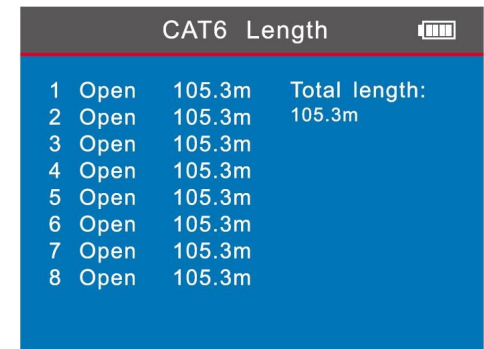 CAT6 Length
1 Open 105.3m Total length:
2 Open 105.3m 105.3m
3 Open 105.3m
4 Open 105.3m
5 Open 105.3m
6 Open 105.3m
7 Open 105.3m
8 Open 105.3m